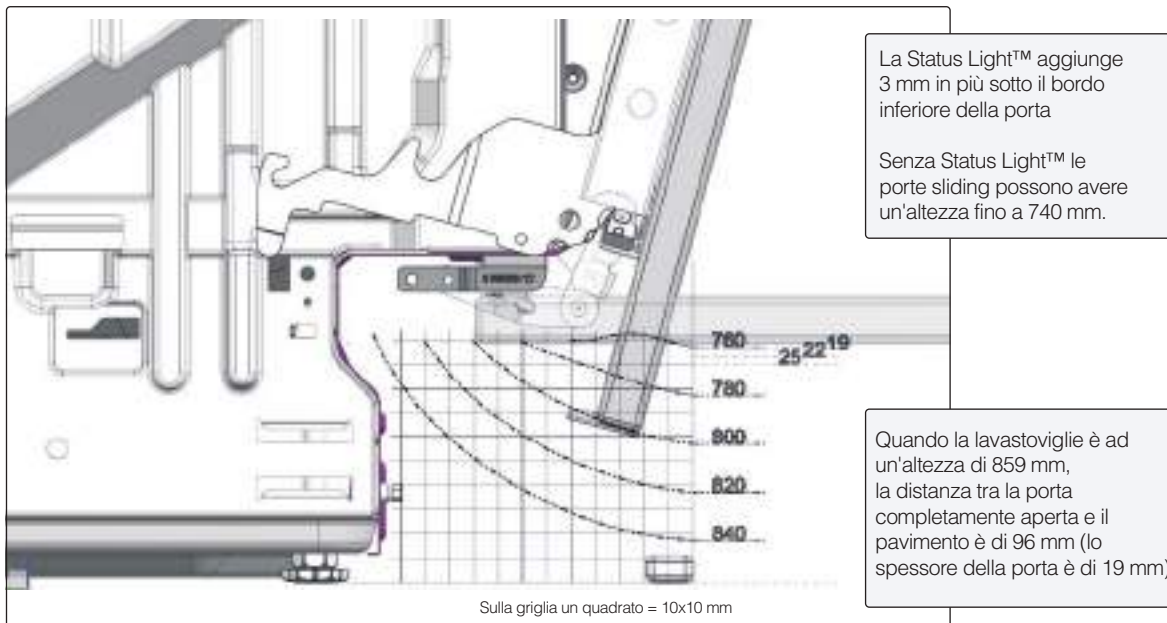 La Status Light™ aggiunge
3 mm in più sotto il bordo
inferiore della porta
Senza Status Light™ le
porte sliding possono avere
un'altezza fino a 740 mm.
760
25 22 19
780
800
820
840
Quando la lavastoviglie è ad
un'altezza di 859 mm,
la distanza tra la porta
completamente aperta e il
pavimento è di 96 mm (lo
spessore della porta è di 19 mm)
Sulla griglia un quadrato = 10x10 mm